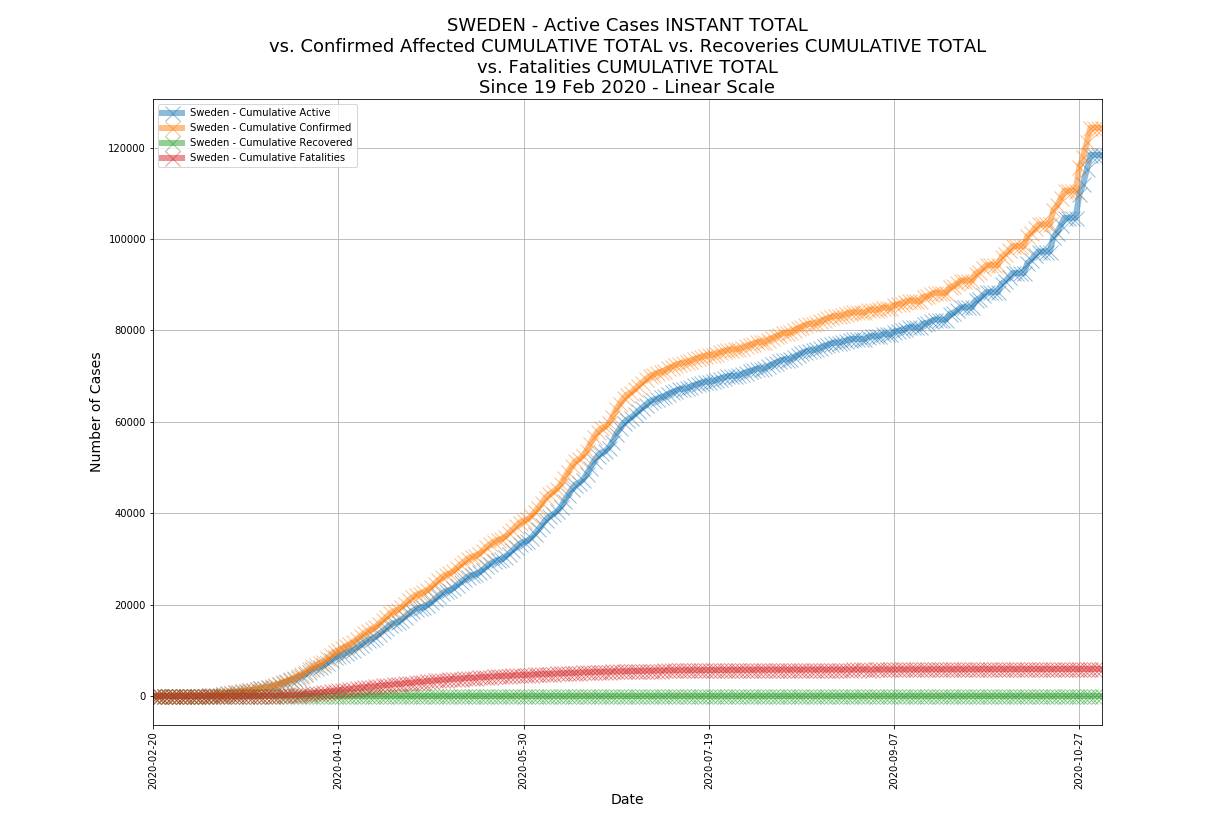 SWEDEN - Active Cases INSTANT TOTAL
vs. Confirmed Affected CUMULATIVE TOTAL vs. Recoveries CUMULATIVE TOTAL
vs. Fatalities CUMULATIVE TOTAL
Since 19 Feb 2020 - Linear Scale
Sweden - Cumulative Active
Sweden - Cumulative Confirmed
Sweden - Cumulative Recovered
Sweden - Cumulative Fatalities
120000
100000
80000
60000
40000
20000
0
Number of Cases
2020-02-20
2020-04-10
2020-05-30
2020-07-19
2020-09-07
2020-10-27
Date